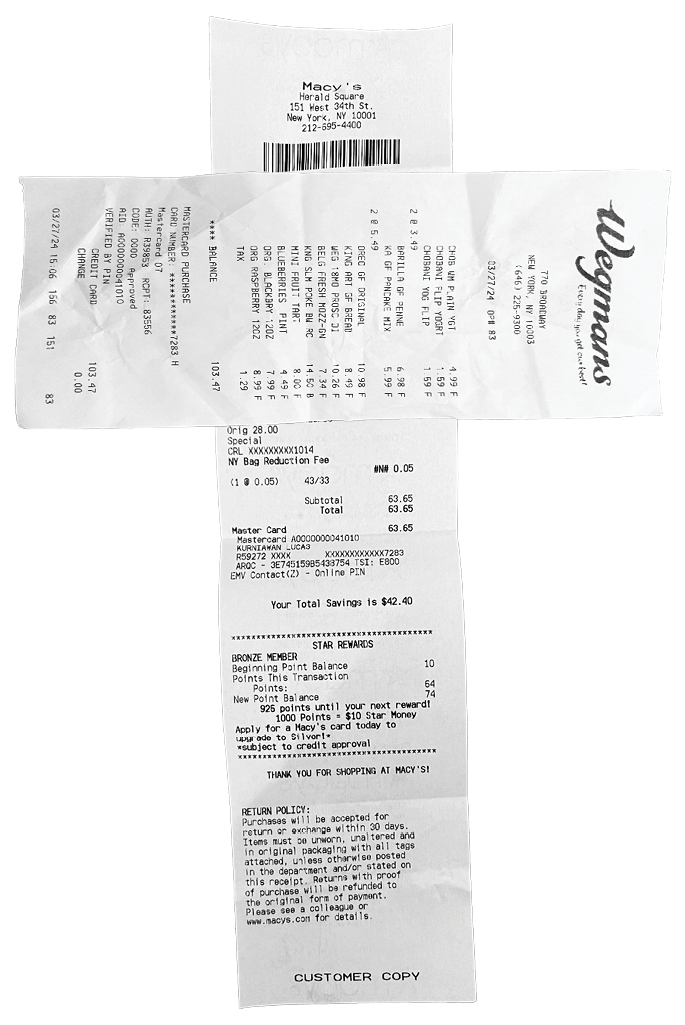 Macy's
Herald Square
151 West 34th St.
New York, NY 10001
212-695-4400
Wegmans
Every day you get our best!
770 BROADWAY
NEW YORK, NY 10003
(646) 225-9300
03/27/24 OP# 83
CHOB WM PLAIN YGT 4.99 F
CHOBANI FLIP YOGRT 1.59 F
CHOBANI YOG FLIP 1.59 F
2 @ 3.49
BARILLA GF PENNE 6.98 F
KA GF PANCAKE MIX 5.99 F
2 @ 5.49
OREO GF ORIGINAL 10.98 F
KING ART GF BREAD 8.49 F
WEG 18MO PROSC DI 10.26 F
BELG FRESH MOZZ-GN 7.34 F
KNG SLM POKE BW RC 14.50 B
MINI FRUIT TART 8.00 F
BLUEBERRIES PINT 4.49 F
ORG BLACKBRY 12OZ 7.99 F
ORG RASPBERRY 12OZ 8.99 F
TAX 1.29
**** BALANCE 103.47
MASTERCARD PURCHASE
CARD NUMBER: ************7283 H
Mastercard 07
AUTH: R39853 RCPT: 83556
CODE: 0000 Approved
AID: A0000000041010
VERIFIED BY PIN
CREDIT CARD 103.47
CHANGE 0.00
03/27/24 15:06 156 83 151 83
Orig 28.00
Special
CRL XXXXXXXXX1014
NY Bag Reduction Fee
#N# 0.05
(1 @ 0.05) 43/33
Subtotal 63.65
Total 63.65
Master Card 63.65
Mastercard A0000000041010
KURNIAWAN LUCAS
R59272 XXXX XXXXXXXXXXXX7283
ARQC - 3E74515985438754 TSI: E800
EMV Contact(Z) - Online PIN
Your Total Savings is $42.40
******************************************
STAR REWARDS
BRONZE MEMBER
Beginning Point Balance 10
Points This Transaction
Points: 64
New Point Balance 74
926 points until your next reward!
1000 Points = $10 Star Money
Apply for a Macy's card today to
upgrade to Silver!*
*subject to credit approval
******************************************
THANK YOU FOR SHOPPING AT MACY'S!
RETURN POLICY:
Purchases will be accepted for
return or exchange within 30 days.
Items must be unworn, unaltered and
in original packaging with all tags
attached, unless otherwise posted
in the department and/or stated on
this receipt. Returns with proof
of purchase will be refunded to
the original form of payment.
Please see a colleague or
www.macys.com for details.
CUSTOMER COPY